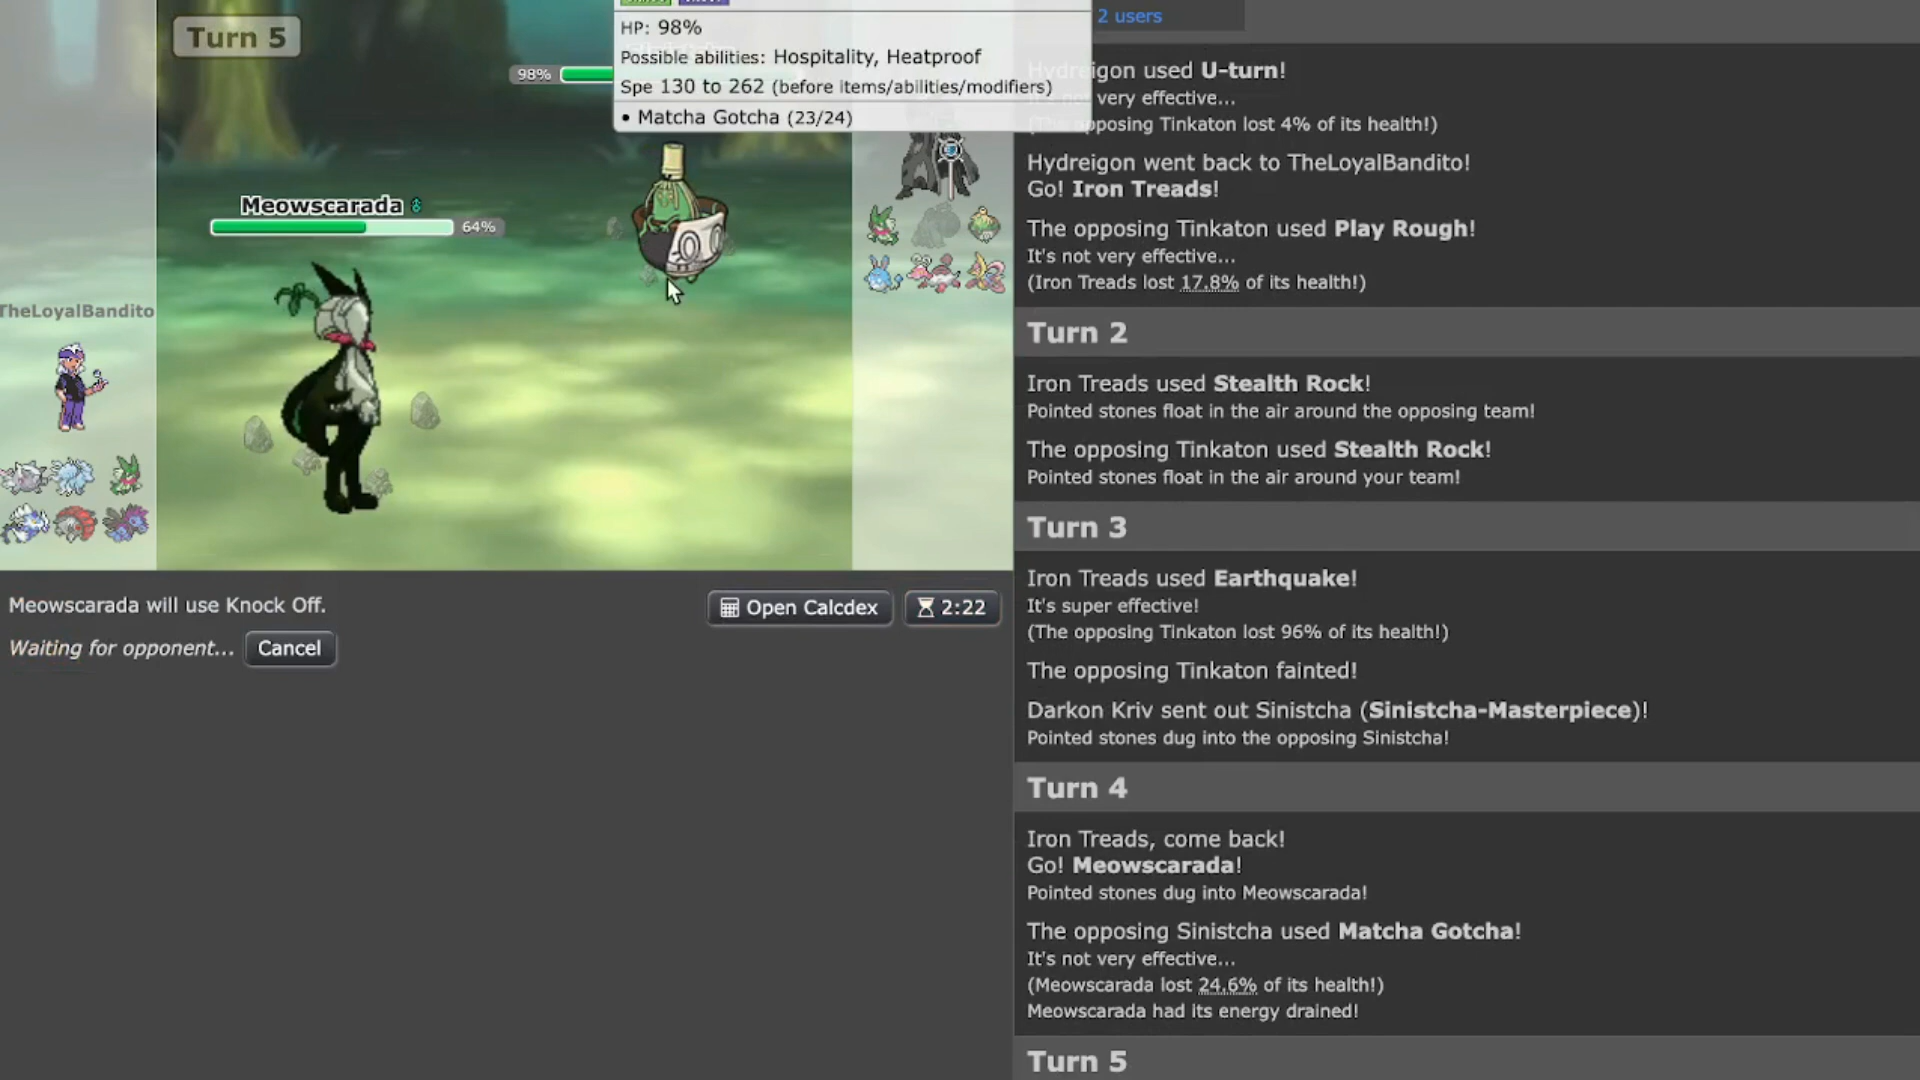 Turn 5
HP: 98%
Possible abilities: Hospitality, Heatproof
98%
Spe 130 to 262 (before items/abilities/modifiers)
• Matcha Gotcha (23/24)
Meowscarada
64%
TheLoyalBandito
Meowscarada will use Knock Off.
Open Calcdex
2:22
Waiting for opponent...
Cancel
2 users
Hydreigon used U-turn!
It's not very effective...
(The opposing Tinkaton lost 4% of its health!)
Hydreigon went back to TheLoyalBandito!
Go! Iron Treads!
The opposing Tinkaton used Play Rough!
It's not very effective...
(Iron Treads lost 17.8% of its health!)
Turn 2
Iron Treads used Stealth Rock!
Pointed stones float in the air around the opposing team!
The opposing Tinkaton used Stealth Rock!
Pointed stones float in the air around your team!
Turn 3
Iron Treads used Earthquake!
It's super effective!
(The opposing Tinkaton lost 96% of its health!)
The opposing Tinkaton fainted!
Darkon Kriv sent out Sinistcha (Sinistcha-Masterpiece)!
Pointed stones dug into the opposing Sinistcha!
Turn 4
Iron Treads, come back!
Go! Meowscarada!
Pointed stones dug into Meowscarada!
The opposing Sinistcha used Matcha Gotcha!
It's not very effective...
(Meowscarada lost 24.6% of its health!)
Meowscarada had its energy drained!
Turn 5